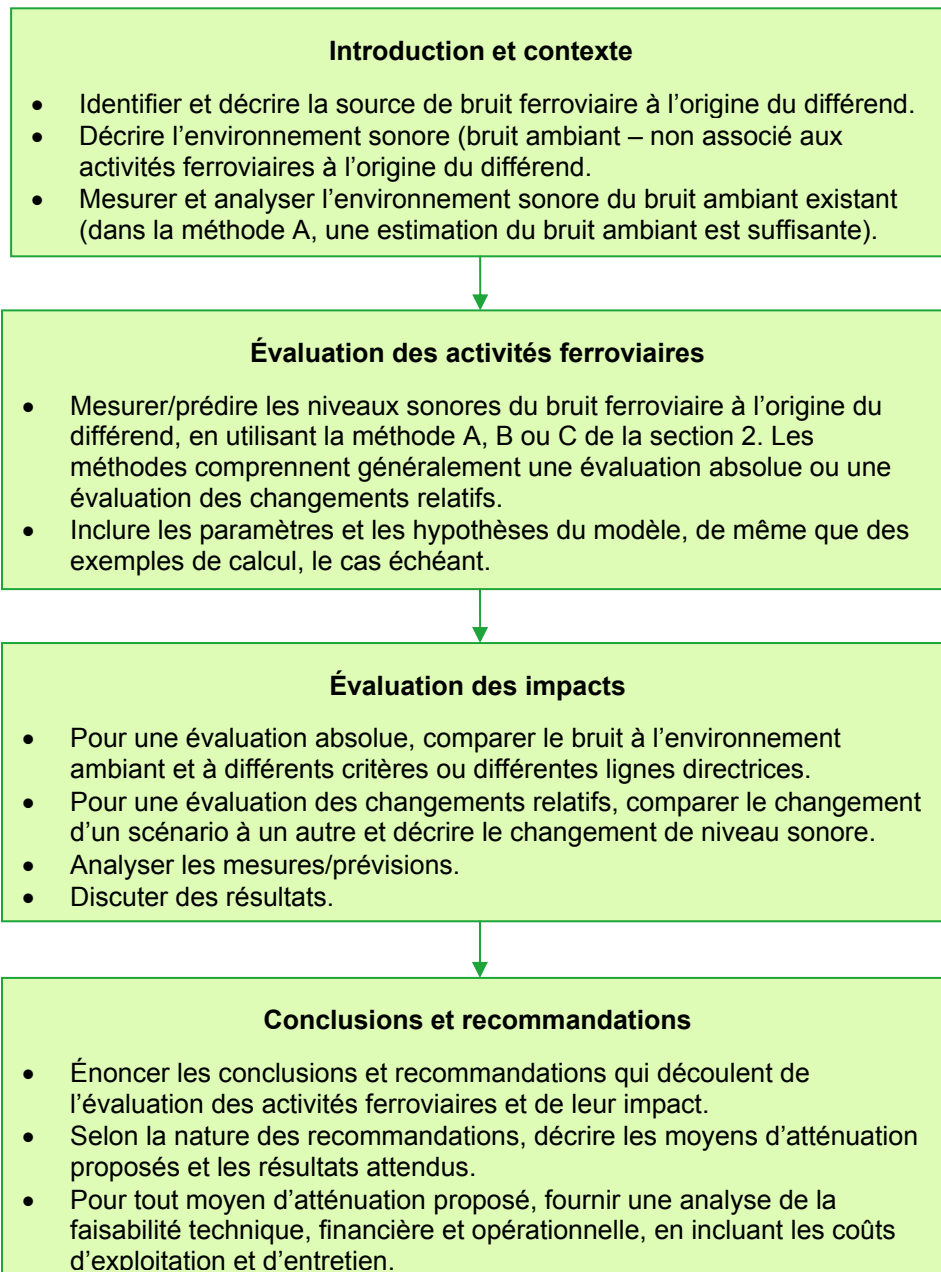 Introduction et contexte
• Identifier et décrire la source de bruit ferroviaire à l’origine du différend.
• Décrire l’environnement sonore (bruit ambiant – non associé aux
activités ferroviaires à l’origine du différend.
• Mesurer et analyser l’environnement sonore du bruit ambiant existant
(dans la méthode A, une estimation du bruit ambiant est suffisante).
Évaluation des activités ferroviaires
• Mesurer/prédire les niveaux sonores du bruit ferroviaire à l’origine du
différend, en utilisant la méthode A, B ou C de la section 2. Les
méthodes comprennent généralement une évaluation absolue ou une
évaluation des changements relatifs.
• Inclure les paramètres et les hypothèses du modèle, de même que des
exemples de calcul, le cas échéant.
Évaluation des impacts
• Pour une évaluation absolue, comparer le bruit à l’environnement
ambiant et à différents critères ou différentes lignes directrices.
• Pour une évaluation des changements relatifs, comparer le changement
d’un scénario à un autre et décrire le changement de niveau sonore.
• Analyser les mesures/prévisions.
• Discuter des résultats.
Conclusions et recommandations
• Énoncer les conclusions et recommandations qui découlent de
l’évaluation des activités ferroviaires et de leur impact.
• Selon la nature des recommandations, décrire les moyens d’atténuation
proposés et les résultats attendus.
• Pour tout moyen d’atténuation proposé, fournir une analyse de la
faisabilité technique, financière et opérationnelle, en incluant les coûts
d’exploitation et d’entretien.